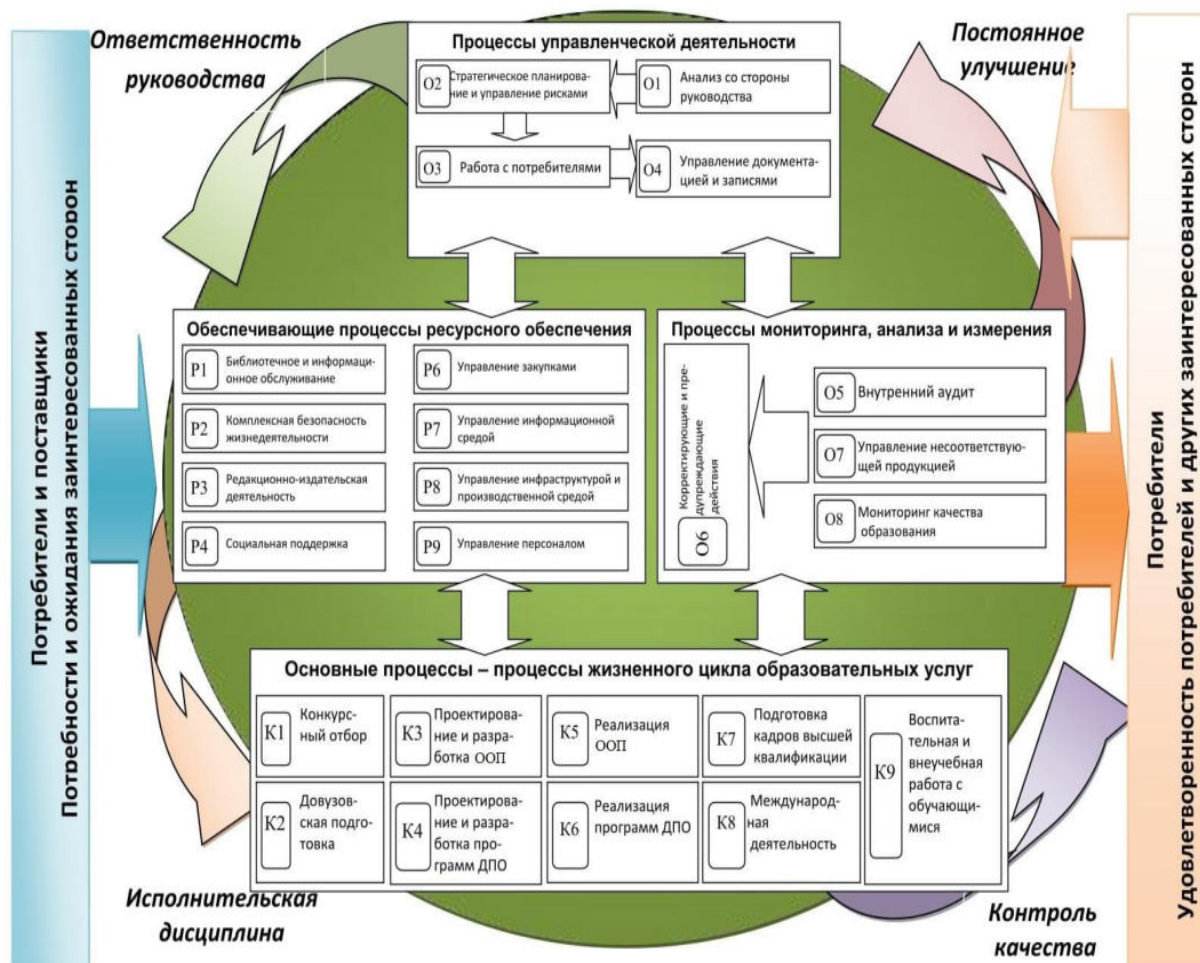 Потребители и поставщики
Потребности и ожидания заинтересованных сторон
Ответственность
руководства
Постоянное
улучшение
Процессы управленческой деятельности
О2
Стратегическое планирова-
ние и управление рисками
О1
Анализ со стороны
руководства
О3
Работа с потребителями
О4
Управление документа-
цией и записями
Обеспечивающие процессы ресурсного обеспечения
Р1
Библиотечное и информаци-
онное обслуживание
Р6
Управление закупками
Р2
Комплексная безопасность
жизнедеятельности
Р7
Управление информационной
средой
Р3
Редакционно-издательская
деятельность
Р8
Управление инфраструктурой и
производственной средой
Р4
Социальная поддержка
Р9
Управление персоналом
Процессы мониторинга, анализа и измерения
О6
Корректирующие и пре-
дупреждающие
действия
О5
Внутренний аудит
О7
Управление несоответствую-
щей продукцией
О8
Мониторинг качества
образования
Основные процессы – процессы жизненного цикла образовательных услуг
К1
Конкурс-
ный отбор
К3
Проектирова-
ние и разра-
ботка ООП
К5
Реализация
ООП
К7
Подготовка
кадров высшей
квалификации
К9
Воспита-
тельная и
внеучебная
работа с
обучающи-
мися
К2
Довузов-
ская подго-
товка
К4
Проектирова-
ние и разра-
ботка про-
грамм ДПО
К6
Реализация
программ ДПО
К8
Международ-
ная
деятельность
Исполнительская
дисциплина
Контроль
качества
Потребители
Удовлетворенность потребителей и других заинтересованных сторон